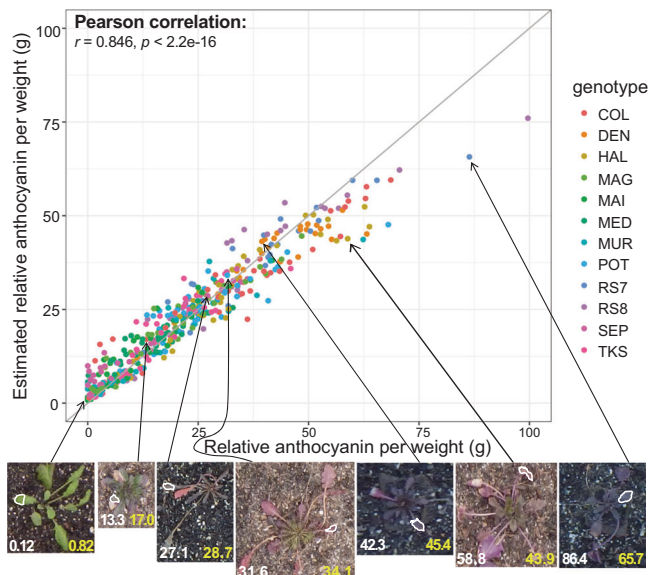 Pearson correlation:
r = 0.846, p < 2.2e-16
Estimated relative anthocyanin per weight (g)
100
75
50
25
0
0
25
50
75
100
Relative anthocyanin per weight (g)
genotype
COL
DEN
HAL
MAG
MAI
MED
MUR
POT
RS7
RS8
SEP
TKS
0.12 0.82
13.3 17.0
27.1 28.7
31.6 34.1
42.3 45.4
58.8 43.9
86.4 65.7